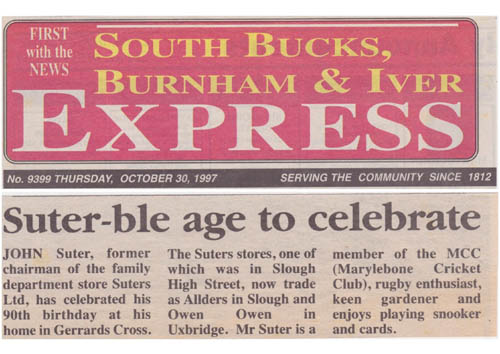 FIRST
with the
NEWS
SOUTH BUCKS,
BURNHAM & IVER
EXPRESS
No. 9399 THURSDAY, OCTOBER 30, 1997 SERVING THE COMMUNITY SINCE 1812
Suter-ble age to celebrate
JOHN Suter, former
chairman of the family
department store Suters
Ltd, has celebrated his
90th birthday at his
home in Gerrards Cross.
The Suters stores, one of
which was in Slough
High Street, now trade
as Allders in Slough and
Owen Owen in
Uxbridge. Mr Suter is a
member of the MCC
(Marylebone Cricket
Club), rugby enthusiast,
keen gardener and
enjoys playing snooker
and cards.